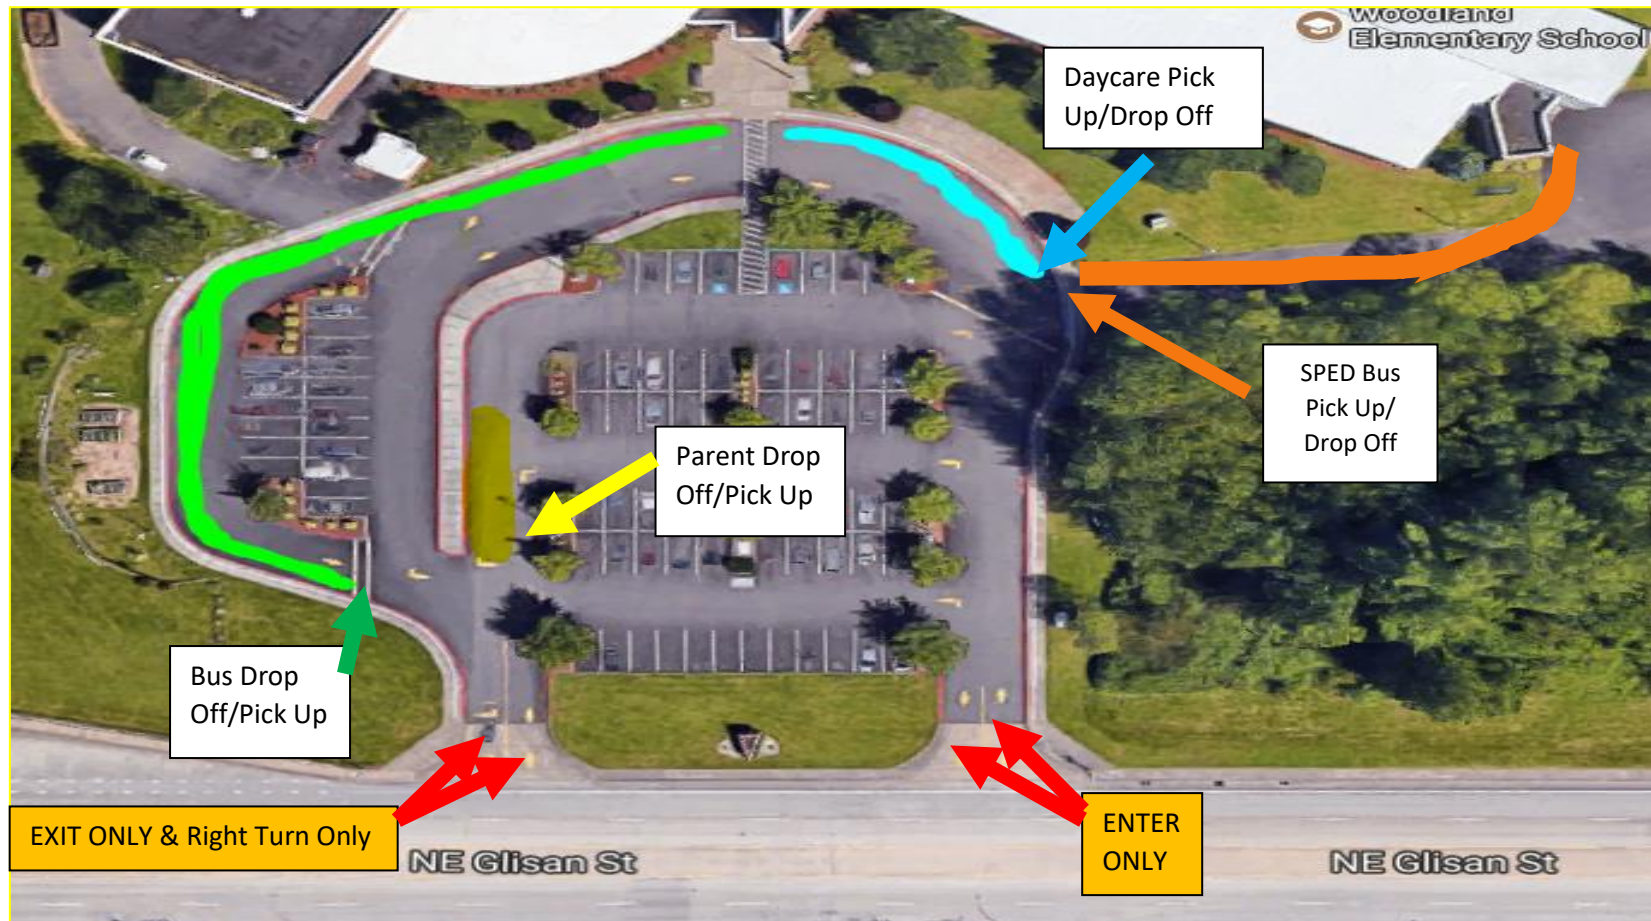 Woodland
Elementary School
Daycare Pick
Up/Drop Off
SPED Bus
Pick Up/
Drop Off
Parent Drop
Off/Pick Up
Bus Drop
Off/Pick Up
EXIT ONLY & Right Turn Only
ENTER
ONLY
NE Glisan St
NE Glisan St